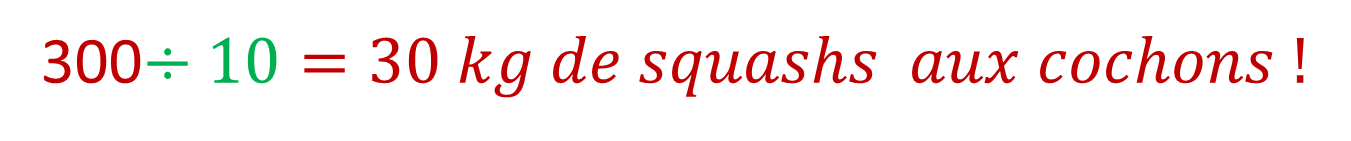 300÷ 10 = 30 kg de squashs aux cochons !